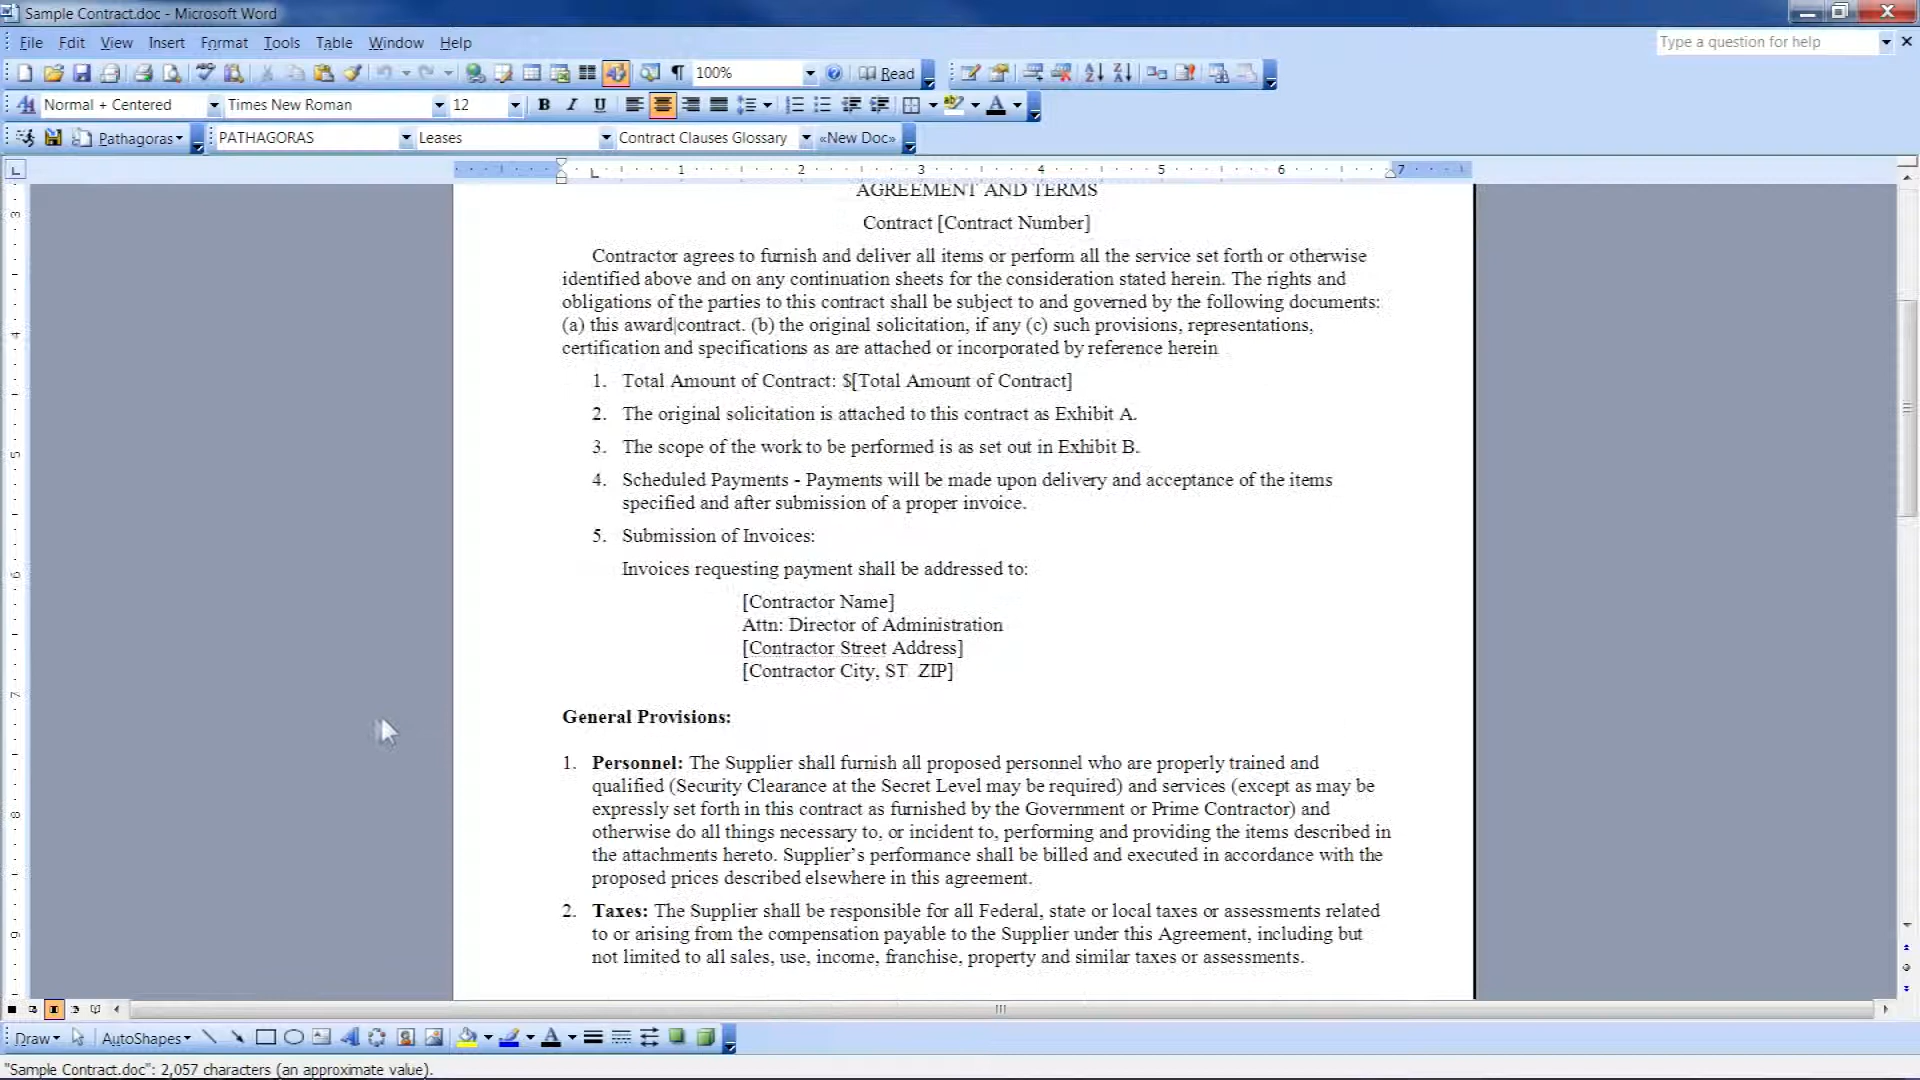 Sample Contract.doc - Microsoft Word
File Edit View Insert Format Tools Table Window Help
Type a question for help
100%
Read
Normal + Centered
Times New Roman
12
B I U
A
Pathagoras
PATHAGORAS
Leases
Contract Clauses Glossary
«New Doc»
1 2 3 4 5 6 7
AGREEMENT AND TERMS
Contract [Contract Number]
Contractor agrees to furnish and deliver all items or perform all the service set forth or otherwise
identified above and on any continuation sheets for the consideration stated herein. The rights and
obligations of the parties to this contract shall be subject to and governed by the following documents:
(a) this award contract. (b) the original solicitation, if any (c) such provisions, representations,
certification and specifications as are attached or incorporated by reference herein
1. Total Amount of Contract: $[Total Amount of Contract]
2. The original solicitation is attached to this contract as Exhibit A.
3. The scope of the work to be performed is as set out in Exhibit B.
4. Scheduled Payments - Payments will be made upon delivery and acceptance of the items
specified and after submission of a proper invoice.
5. Submission of Invoices:
Invoices requesting payment shall be addressed to:
[Contractor Name]
Attn: Director of Administration
[Contractor Street Address]
[Contractor City, ST ZIP]
General Provisions:
1. Personnel: The Supplier shall furnish all proposed personnel who are properly trained and
qualified (Security Clearance at the Secret Level may be required) and services (except as may be
expressly set forth in this contract as furnished by the Government or Prime Contractor) and
otherwise do all things necessary to, or incident to, performing and providing the items described in
the attachments hereto. Supplier’s performance shall be billed and executed in accordance with the
proposed prices described elsewhere in this agreement.
2. Taxes: The Supplier shall be responsible for all Federal, state or local taxes or assessments related
to or arising from the compensation payable to the Supplier under this Agreement, including but
not limited to all sales, use, income, franchise, property and similar taxes or assessments.
3
4
5
6
7
8
9
Draw
AutoShapes
A
"Sample Contract.doc": 2,057 characters (an approximate value).